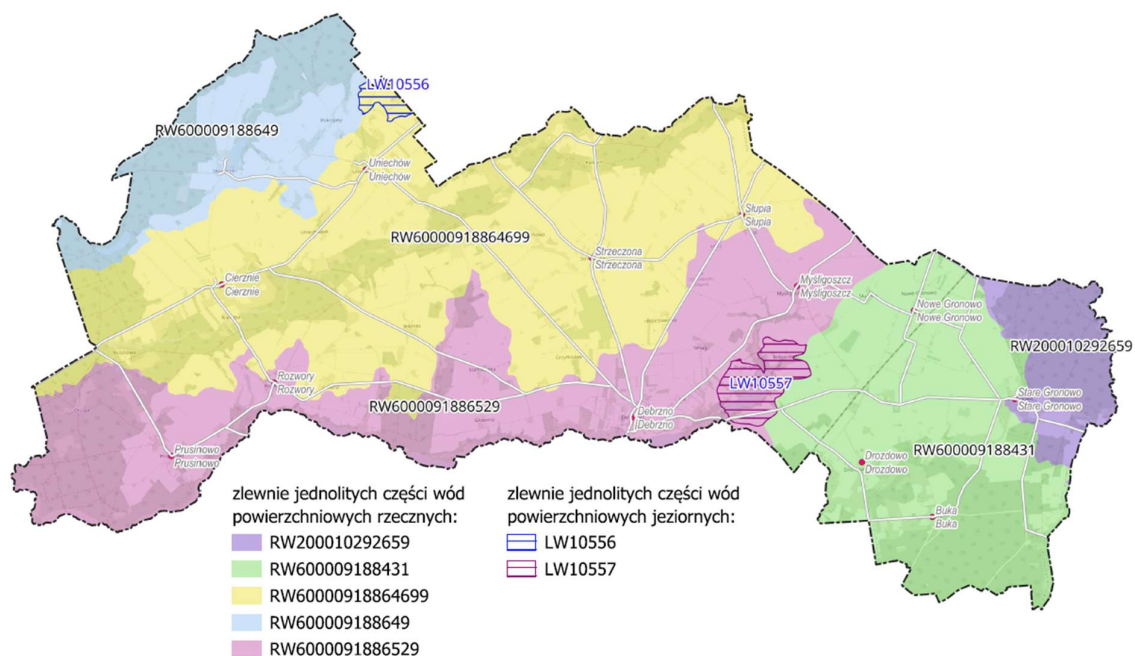 LW10556
RW600009188649
Uniechów
Uniechów
RW60000918864699
Słupia
Słupia
Strzeczona
Strzeczona
Cierznie
Cierznie
Myśligoszcz
Myśligoszcz
Nowe Gronowo
Nowe Gronowo
RW200010292659
Rozwory
Rozwory
LW10557
Stare Gronowo
Stare Gronowo
RW6000091886529
Debrzno
Debrzno
Prusinowo
Prusinowo
RW600009188431
Drozdowo
Drozdowo
Buka
Buka
zlewnie jednolitych części wód
powierzchniowych rzecznych:
RW200010292659
RW600009188431
RW60000918864699
RW600009188649
RW6000091886529
zlewnie jednolitych części wód
powierzchniowych jeziornych:
LW10556
LW10557